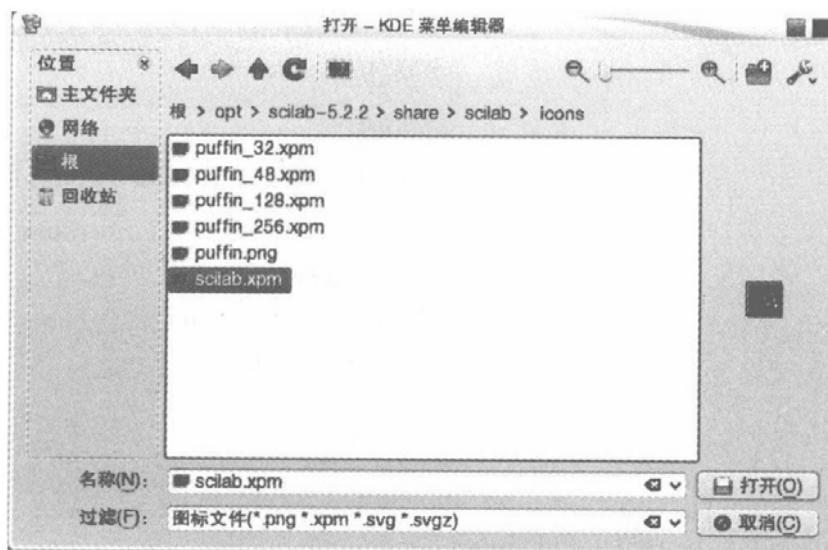 打开 – KDE 菜单编辑器
位置
主文件夹
网络
根
回收站
根 > opt > scilab-5.2.2 > share > scilab > icons
puffin_32.xpm
puffin_48.xpm
puffin_128.xpm
puffin_256.xpm
puffin.png
scilab.xpm
名称(N): scilab.xpm
打开(O)
过滤(F): 图标文件(*.png *.xpm *.svg *.svgz)
取消(C)